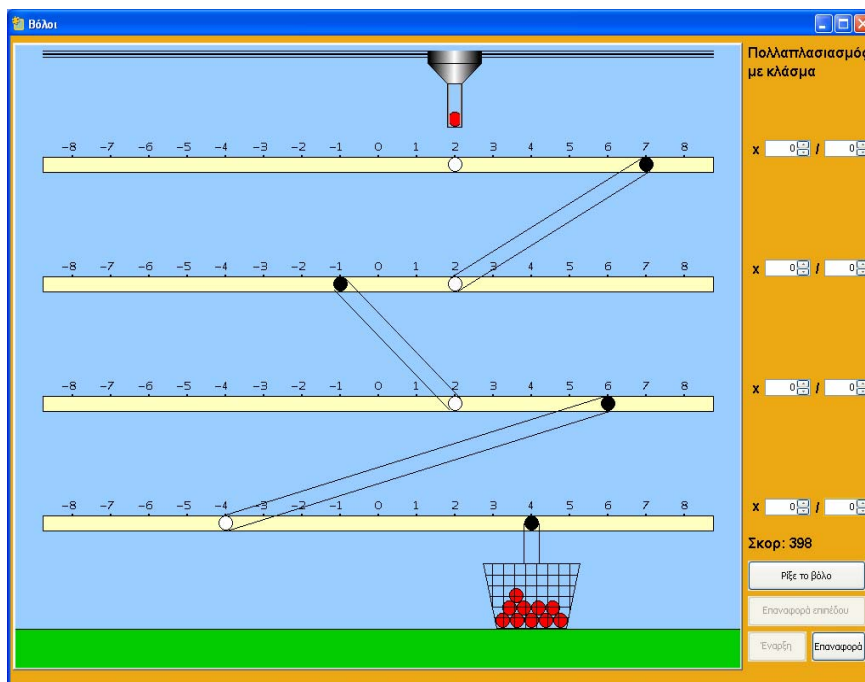 Βόλοι
Πολλαπλασιασμός
με κλάσμα
-8 -7 -6 -5 -4 -3 -2 -1 0 1 2 3 4 5 6 7 8
x 0 / 0
-8 -7 -6 -5 -4 -3 -2 -1 0 1 2 3 4 5 6 7 8
x 0 / 0
-8 -7 -6 -5 -4 -3 -2 -1 0 1 2 3 4 5 6 7 8
x 0 / 0
-8 -7 -6 -5 -4 -3 -2 -1 0 1 2 3 4 5 6 7 8
x 0 / 0
Σκορ: 398
Ρίξε το βόλο
Επαναφορά επιπέδου
Έναρξη Επαναφορά